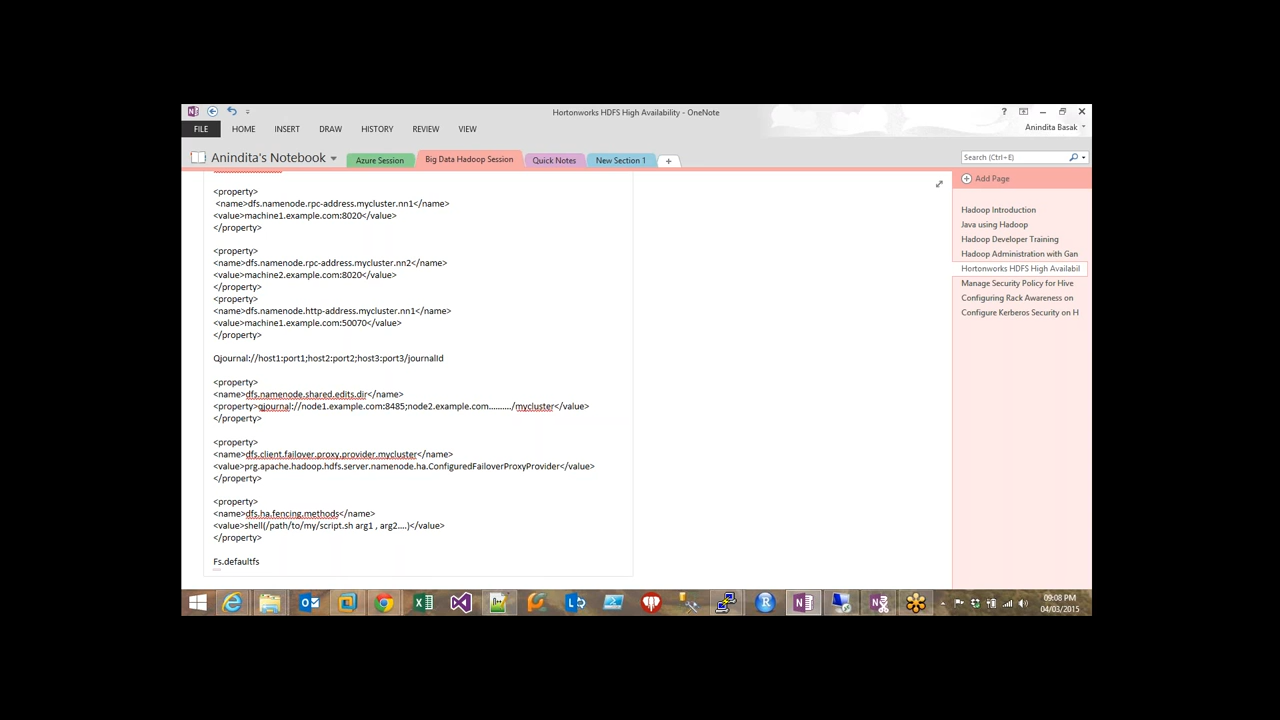 Hortonworks HDFS High Availability - OneNote
Anindita Basak
FILE HOME INSERT DRAW HISTORY REVIEW VIEW
Anindita's Notebook
Azure Session
Big Data Hadoop Session
Quick Notes
New Section 1
Search (Ctrl+E)
<property>
<name>dfs.namenode.rpc-address.mycluster.nn1</name>
<value>machine1.example.com:8020</value>
</property>
<property>
<name>dfs.namenode.rpc-address.mycluster.nn2</name>
<value>machine2.example.com:8020</value>
</property>
<property>
<name>dfs.namenode.http-address.mycluster.nn1</name>
<value>machine1.example.com:50070</value>
</property>
Qjournal://host1:port1;host2:port2;host3:port3/journalId
<property>
<name>dfs.namenode.shared.edits.dir</name>
<property>qjournal://node1.example.com:8485;node2.example.com........../mycluster</value>
</property>
<property>
<name>dfs.client.failover.proxy.provider.mycluster</name>
<value>prg.apache.hadoop.hdfs.server.namenode.ha.ConfiguredFailoverProxyProvider</value>
</property>
<property>
<name>dfs.ha.fencing.methods</name>
<value>shell(/path/to/my/script.sh arg1 , arg2....)</value>
</property>
Fs.defaultfs
Add Page
Hadoop Introduction
Java using Hadoop
Hadoop Developer Training
Hadoop Administration with Gan
Hortonworks HDFS High Availabil
Manage Security Policy for Hive
Configuring Rack Awareness on
Configure Kerberos Security on H
09:08 PM
04/03/2015